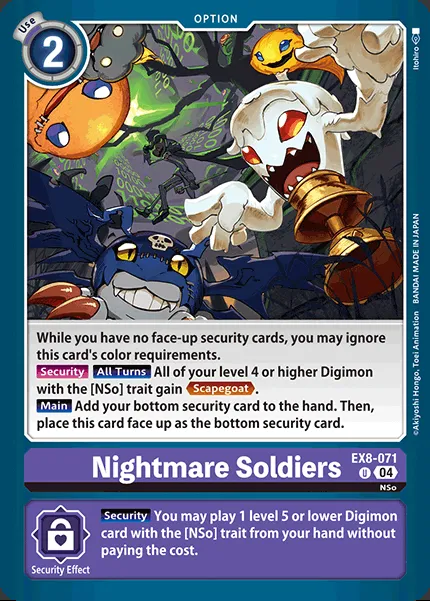 OPTION
Use
2
Itohiro
©Akiyoshi Hongo, Toei Animation BANDAI MADE IN JAPAN
While you have no face-up security cards, you may ignore
this card's color requirements.
Security All Turns All of your level 4 or higher Digimon
with the [NSo] trait gain Scapegoat.
Main Add your bottom security card to the hand. Then,
place this card face up as the bottom security card.
Nightmare Soldiers
EX8-071
U 04
NSo
Security You may play 1 level 5 or lower Digimon
card with the [NSo] trait from your hand without
paying the cost.
Security Effect